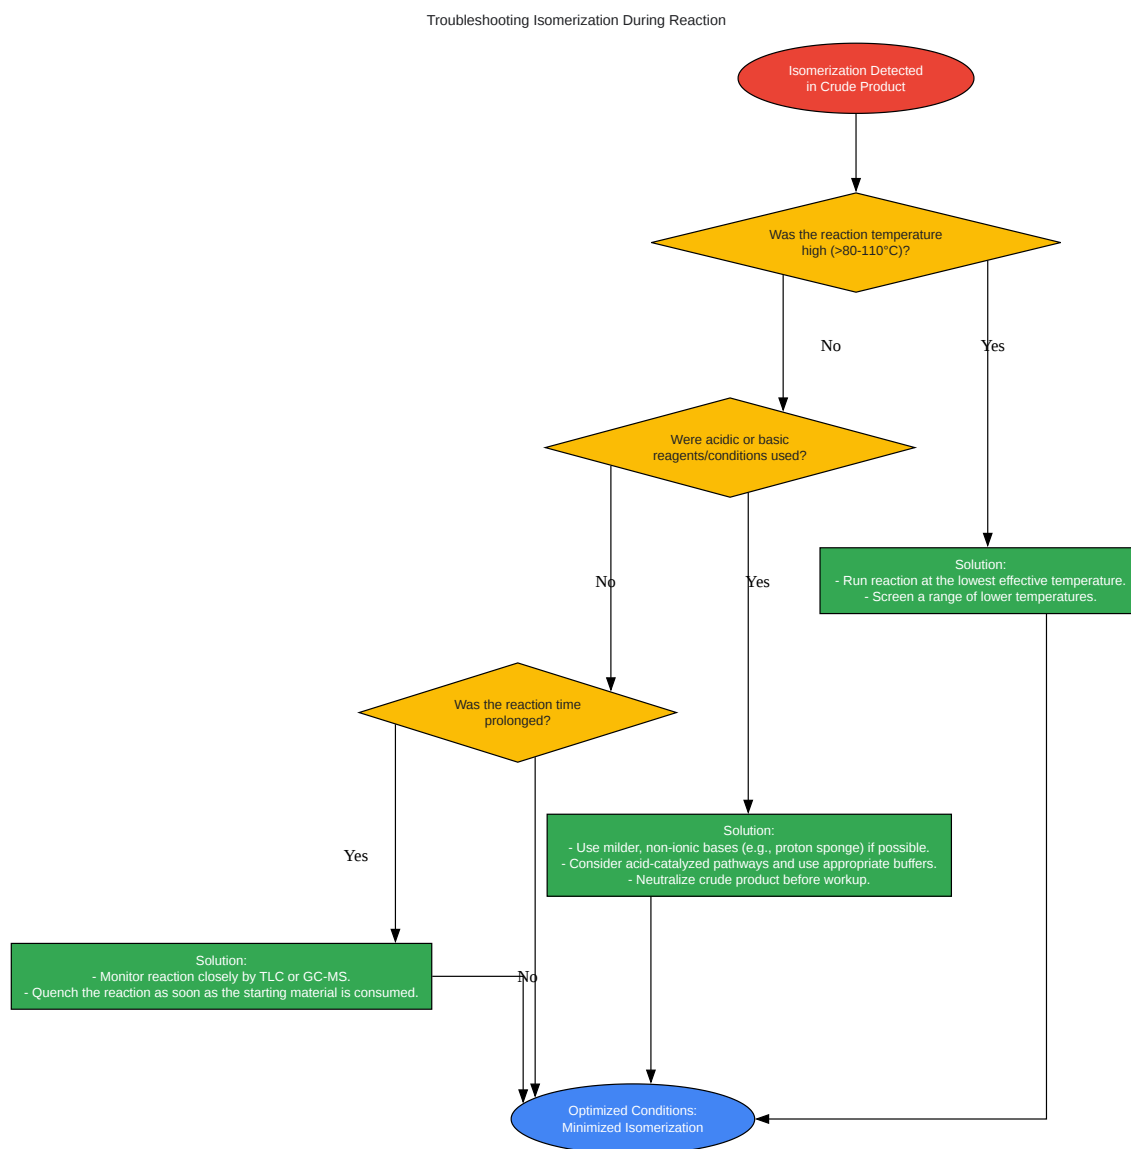 Troubleshooting Isomerization During Reaction
Isomerization Detected
in Crude Product
Was the reaction temperature
high (>80-110°C)?
No
Yes
Were acidic or basic
reagents/conditions used?
Solution:
- Run reaction at the lowest effective temperature.
- Screen a range of lower temperatures.
No
Yes
Was the reaction time
prolonged?
Solution:
- Use milder, non-ionic bases (e.g., proton sponge) if possible.
- Consider acid-catalyzed pathways and use appropriate buffers.
- Neutralize crude product before workup.
Yes
No
Solution:
- Monitor reaction closely by TLC or GC-MS.
- Quench the reaction as soon as the starting material is consumed.
Optimized Conditions:
Minimized Isomerization